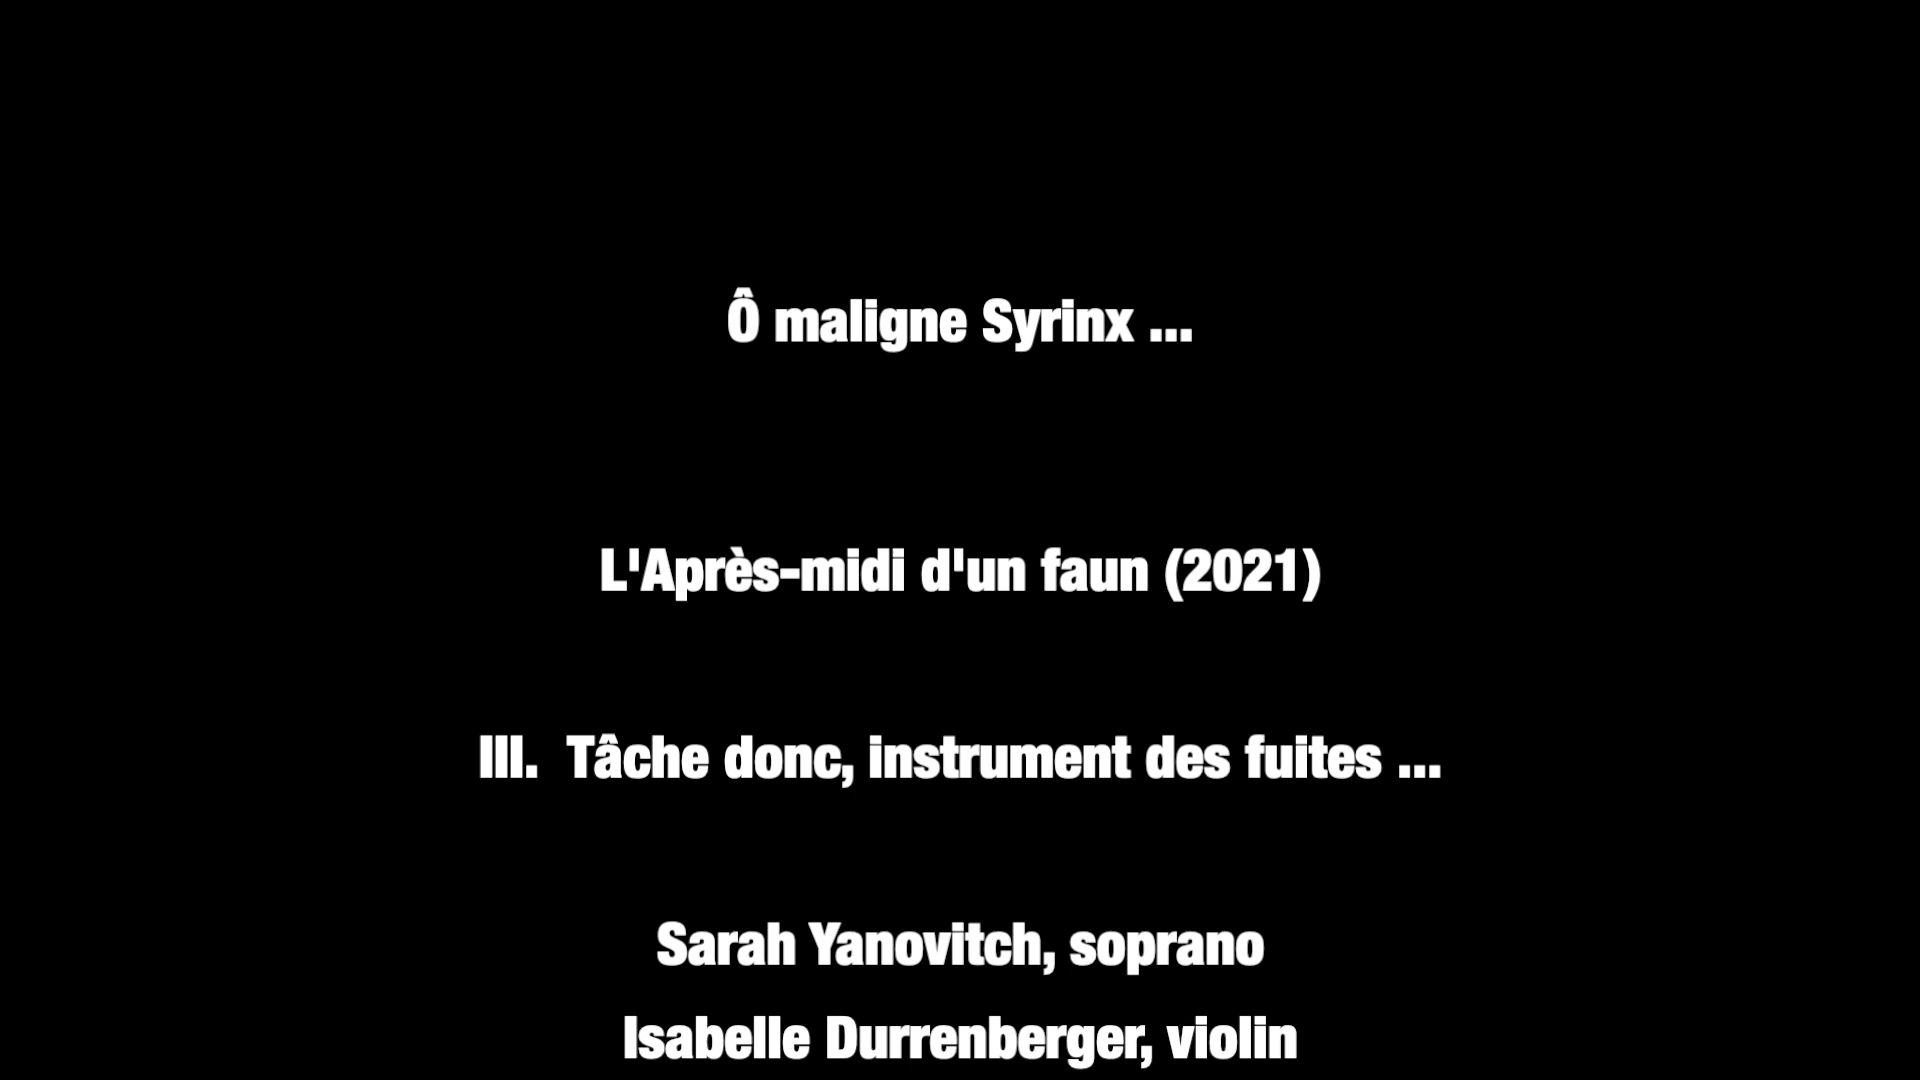 Ô maligne Syrinx ...
L'Après-midi d'un faun (2021)
III. Tâche donc, instrument des fuites ...
Sarah Yanovitch, soprano
Isabelle Durrenberger, violin